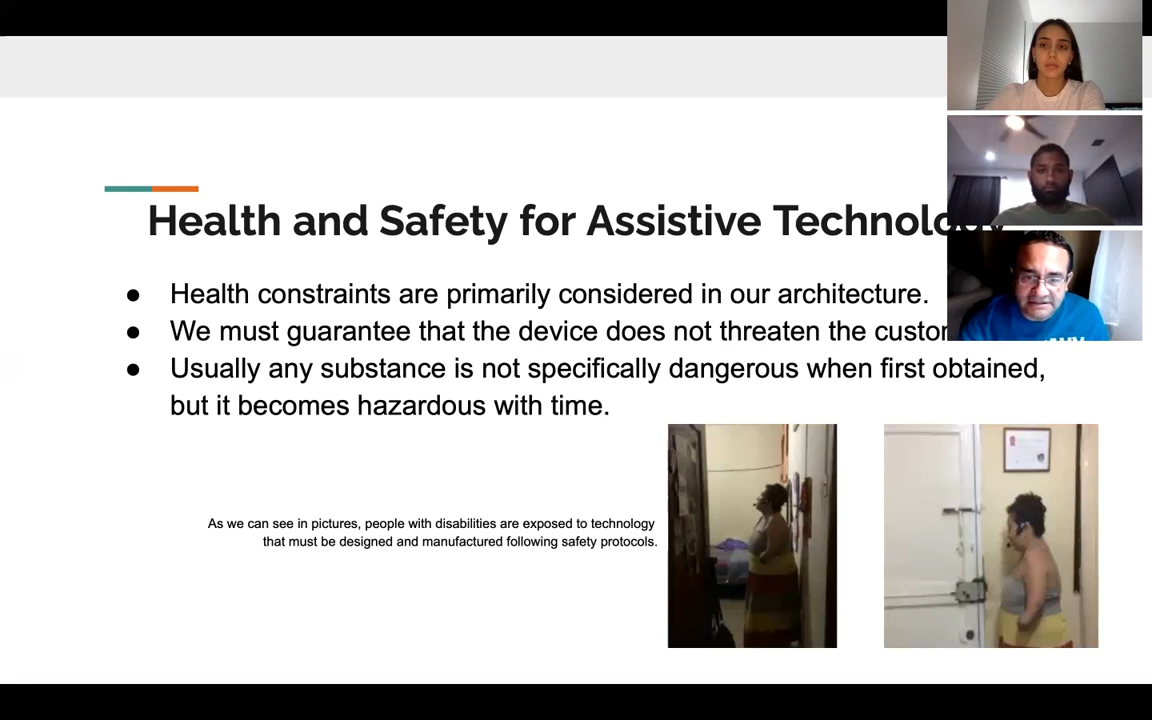 Health and Safety for Assistive
● Health constraints are primarily considered in our architecture.
● We must guarantee that the device does not threaten the
● Usually any substance is not specifically dangerous when first obtained,
but it becomes hazardous with time.
As we can see in pictures, people with disabilities are exposed to technology
that must be designed and manufactured following safety protocols.